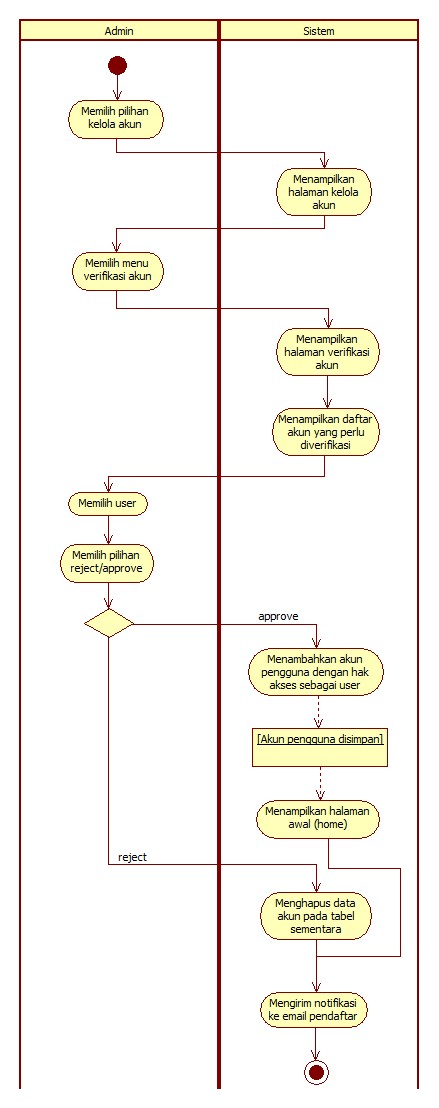 Admin
Sistem
Memilih pilihan
kelola akun
Menampilkan
halaman kelola
akun
Memilih menu
verifikasi akun
Menampilkan
halaman verifikasi
akun
Menampilkan daftar
akun yang perlu
diverifikasi
Memilih user
Memilih pilihan
reject/approve
approve
Menambahkan akun
pengguna dengan hak
akses sebagai user
[Akun pengguna disimpan]
Menampilkan halaman
awal (home)
reject
Menghapus data
akun pada tabel
sementara
Mengirim notifikasi
ke email pendaftar